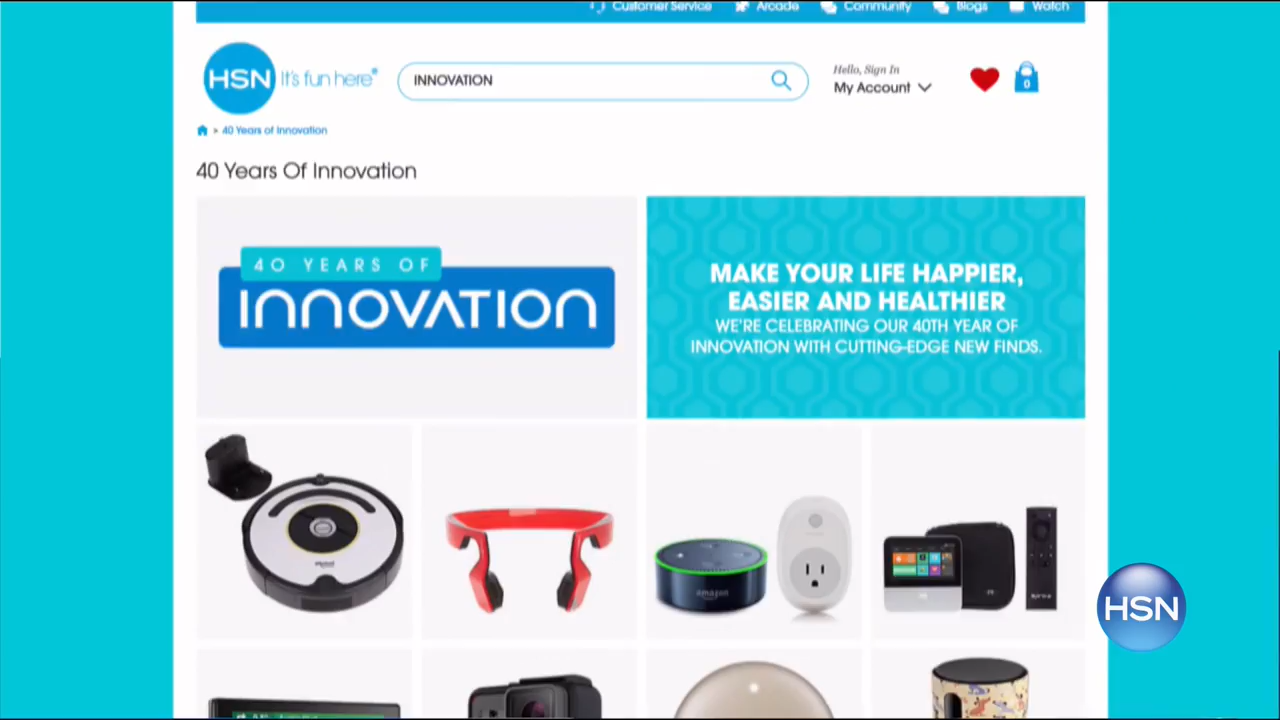 Customer Service
Arcade
Community
Blogs
Watch
HSN It's fun here®
INNOVATION
Hello, Sign In
My Account
0
> 40 Years of Innovation
40 Years Of Innovation
40 YEARS OF
INNOVATION
MAKE YOUR LIFE HAPPIER,
EASIER AND HEALTHIER
WE'RE CELEBRATING OUR 40TH YEAR OF
INNOVATION WITH CUTTING-EDGE NEW FINDS.
amazon
HSN